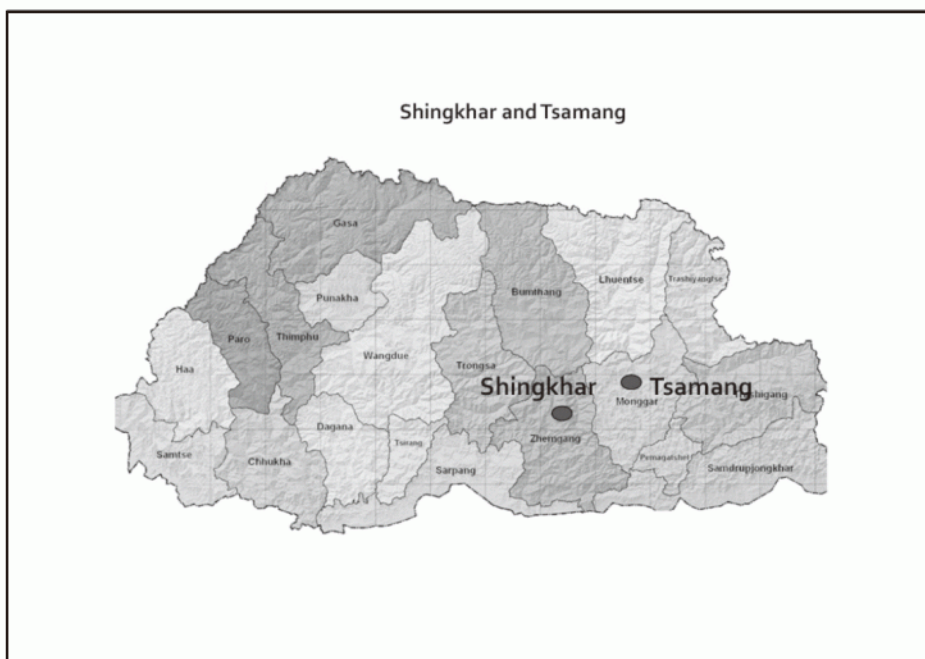 Shingkhar and Tsamang
Gasa
Lhuentse
Trashiyangtse
Bumthang
Punakha
Paro
Thimphu
Wangdue
Trongsa
Haa
Shingkhar
Tsamang
Monggar
Dagana
Tsirang
Zhemgang
Samtse
Chhukha
Sarpang
Pemagatshel
Samdrupjongkhar